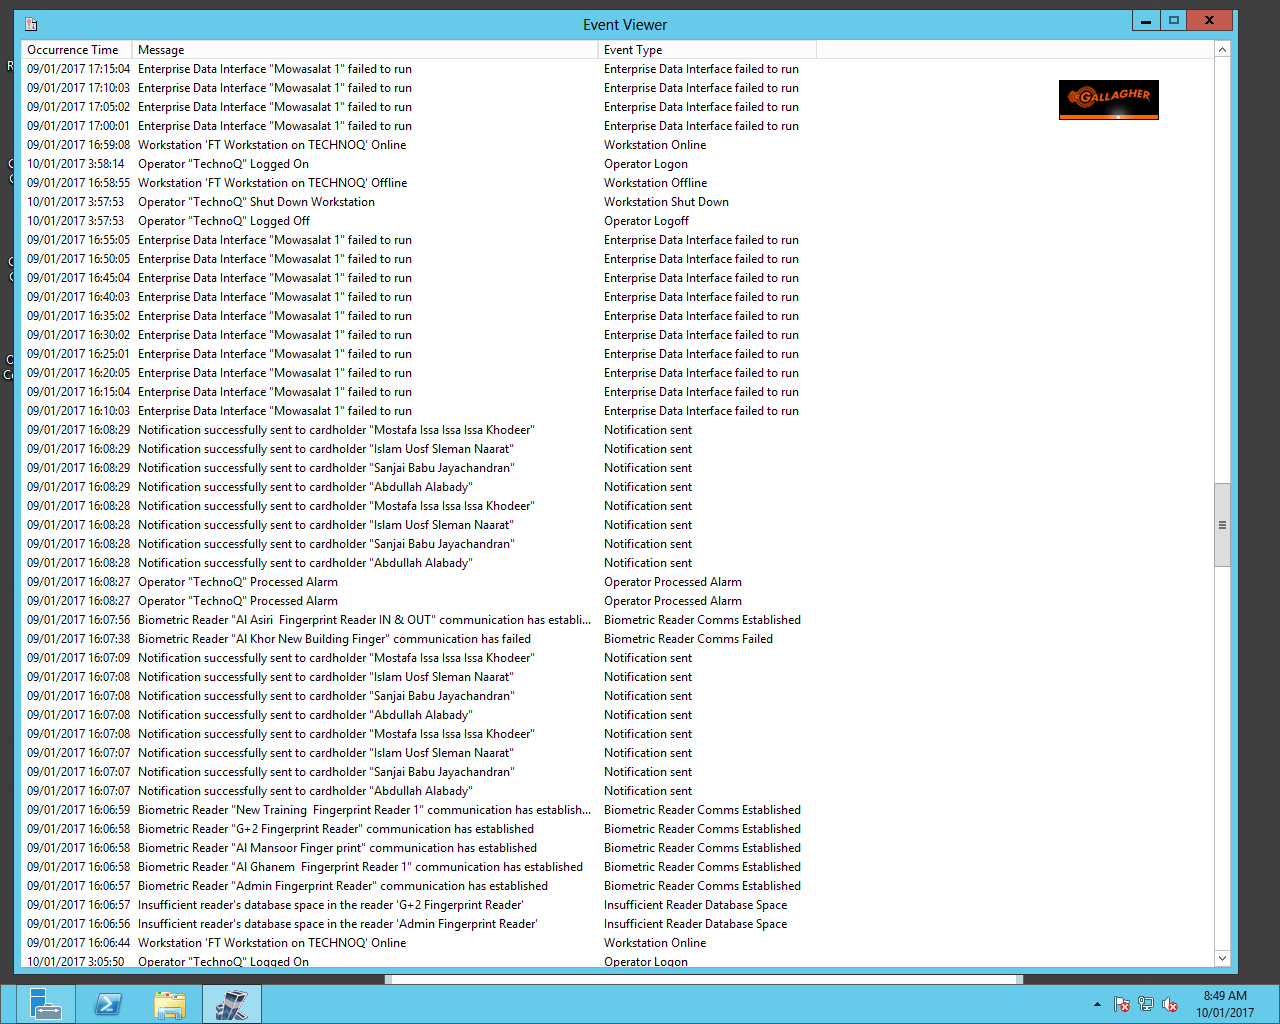 Event Viewer
Occurrence Time Message Event Type
09/01/2017 17:15:04 Enterprise Data Interface "Mowasalat 1" failed to run Enterprise Data Interface failed to run
09/01/2017 17:10:03 Enterprise Data Interface "Mowasalat 1" failed to run Enterprise Data Interface failed to run
09/01/2017 17:05:02 Enterprise Data Interface "Mowasalat 1" failed to run Enterprise Data Interface failed to run
09/01/2017 17:00:01 Enterprise Data Interface "Mowasalat 1" failed to run Enterprise Data Interface failed to run
GALLAGHER
09/01/2017 16:59:08 Workstation 'FT Workstation on TECHNOQ' Online Workstation Online
10/01/2017 3:58:14 Operator "TechnoQ" Logged On Operator Logon
09/01/2017 16:58:55 Workstation 'FT Workstation on TECHNOQ' Offline Workstation Offline
10/01/2017 3:57:53 Operator "TechnoQ" Shut Down Workstation Workstation Shut Down
10/01/2017 3:57:53 Operator "TechnoQ" Logged Off Operator Logoff
09/01/2017 16:55:05 Enterprise Data Interface "Mowasalat 1" failed to run Enterprise Data Interface failed to run
09/01/2017 16:50:05 Enterprise Data Interface "Mowasalat 1" failed to run Enterprise Data Interface failed to run
09/01/2017 16:45:04 Enterprise Data Interface "Mowasalat 1" failed to run Enterprise Data Interface failed to run
09/01/2017 16:40:03 Enterprise Data Interface "Mowasalat 1" failed to run Enterprise Data Interface failed to run
09/01/2017 16:35:02 Enterprise Data Interface "Mowasalat 1" failed to run Enterprise Data Interface failed to run
09/01/2017 16:30:02 Enterprise Data Interface "Mowasalat 1" failed to run Enterprise Data Interface failed to run
09/01/2017 16:25:01 Enterprise Data Interface "Mowasalat 1" failed to run Enterprise Data Interface failed to run
09/01/2017 16:20:05 Enterprise Data Interface "Mowasalat 1" failed to run Enterprise Data Interface failed to run
09/01/2017 16:15:04 Enterprise Data Interface "Mowasalat 1" failed to run Enterprise Data Interface failed to run
09/01/2017 16:10:03 Enterprise Data Interface "Mowasalat 1" failed to run Enterprise Data Interface failed to run
09/01/2017 16:08:29 Notification successfully sent to cardholder "Mostafa Issa Issa Issa Khodeer" Notification sent
09/01/2017 16:08:29 Notification successfully sent to cardholder "Islam Uosf Sleman Naarat" Notification sent
09/01/2017 16:08:29 Notification successfully sent to cardholder "Sanjai Babu Jayachandran" Notification sent
09/01/2017 16:08:29 Notification successfully sent to cardholder "Abdullah Alabady" Notification sent
09/01/2017 16:08:28 Notification successfully sent to cardholder "Mostafa Issa Issa Issa Khodeer" Notification sent
09/01/2017 16:08:28 Notification successfully sent to cardholder "Islam Uosf Sleman Naarat" Notification sent
09/01/2017 16:08:28 Notification successfully sent to cardholder "Sanjai Babu Jayachandran" Notification sent
09/01/2017 16:08:28 Notification successfully sent to cardholder "Abdullah Alabady" Notification sent
09/01/2017 16:08:27 Operator "TechnoQ" Processed Alarm Operator Processed Alarm
09/01/2017 16:08:27 Operator "TechnoQ" Processed Alarm Operator Processed Alarm
09/01/2017 16:07:56 Biometric Reader "Al Asiri  Fingerprint Reader IN & OUT" communication has establi... Biometric Reader Comms Established
09/01/2017 16:07:38 Biometric Reader "Al Khor New Building Finger" communication has failed Biometric Reader Comms Failed
09/01/2017 16:07:09 Notification successfully sent to cardholder "Mostafa Issa Issa Issa Khodeer" Notification sent
09/01/2017 16:07:08 Notification successfully sent to cardholder "Islam Uosf Sleman Naarat" Notification sent
09/01/2017 16:07:08 Notification successfully sent to cardholder "Sanjai Babu Jayachandran" Notification sent
09/01/2017 16:07:08 Notification successfully sent to cardholder "Abdullah Alabady" Notification sent
09/01/2017 16:07:08 Notification successfully sent to cardholder "Mostafa Issa Issa Issa Khodeer" Notification sent
09/01/2017 16:07:07 Notification successfully sent to cardholder "Islam Uosf Sleman Naarat" Notification sent
09/01/2017 16:07:07 Notification successfully sent to cardholder "Sanjai Babu Jayachandran" Notification sent
09/01/2017 16:07:07 Notification successfully sent to cardholder "Abdullah Alabady" Notification sent
09/01/2017 16:06:59 Biometric Reader "New Training  Fingerprint Reader 1" communication has establish... Biometric Reader Comms Established
09/01/2017 16:06:58 Biometric Reader "G+2 Fingerprint Reader" communication has established Biometric Reader Comms Established
09/01/2017 16:06:58 Biometric Reader "Al Mansoor Finger print" communication has established Biometric Reader Comms Established
09/01/2017 16:06:58 Biometric Reader "Al Ghanem  Fingerprint Reader 1" communication has established Biometric Reader Comms Established
09/01/2017 16:06:57 Biometric Reader "Admin Fingerprint Reader" communication has established Biometric Reader Comms Established
09/01/2017 16:06:57 Insufficient reader's database space in the reader 'G+2 Fingerprint Reader' Insufficient Reader Database Space
09/01/2017 16:06:56 Insufficient reader's database space in the reader 'Admin Fingerprint Reader' Insufficient Reader Database Space
09/01/2017 16:06:44 Workstation 'FT Workstation on TECHNOQ' Online Workstation Online
10/01/2017 3:05:50 Operator "TechnoQ" Logged On Operator Logon
8:49 AM
10/01/2017